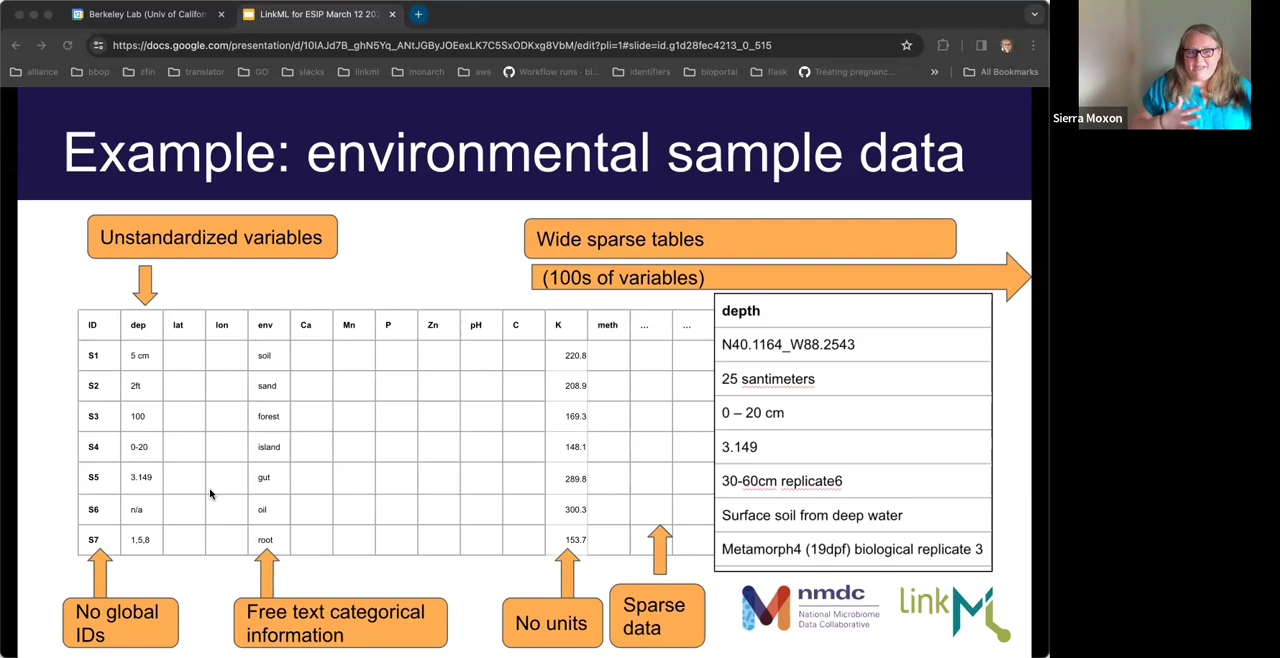 Berkeley Lab (Univ of Califor
LinkML for ESIP March 12 202
https://docs.google.com/presentation/d/10IAJd7B_ghN5Yq_ANtJGByJOEexLK7C5SxODKxg8VbM/edit?pli=1#slide=id.g1d28fec4213_0_515
alliance bbop zfin translator GO slacks linkml monarch aws Workflow runs · bi... identifiers bioportal flask Treating pregnanc... » All Bookmarks
Sierra Moxon
Example: environmental sample data
Unstandardized variables
Wide sparse tables
(100s of variables)
ID dep lat lon env Ca Mn P Zn pH C K meth ... ...
S1 5 cm soil 220.8
S2 2ft sand 208.9
S3 100 forest 169.3
S4 0-20 island 148.1
S5 3.149 gut 289.8
S6 n/a oil 300.3
S7 1,5,8 root 153.7
depth
N40.1164_W88.2543
25 santimeters
0 – 20 cm
3.149
30-60cm replicate6
Surface soil from deep water
Metamorph4 (19dpf) biological replicate 3
No global
IDs
Free text categorical
information
No units
Sparse
data
nmdc
National Microbiome
Data Collaborative
linkML